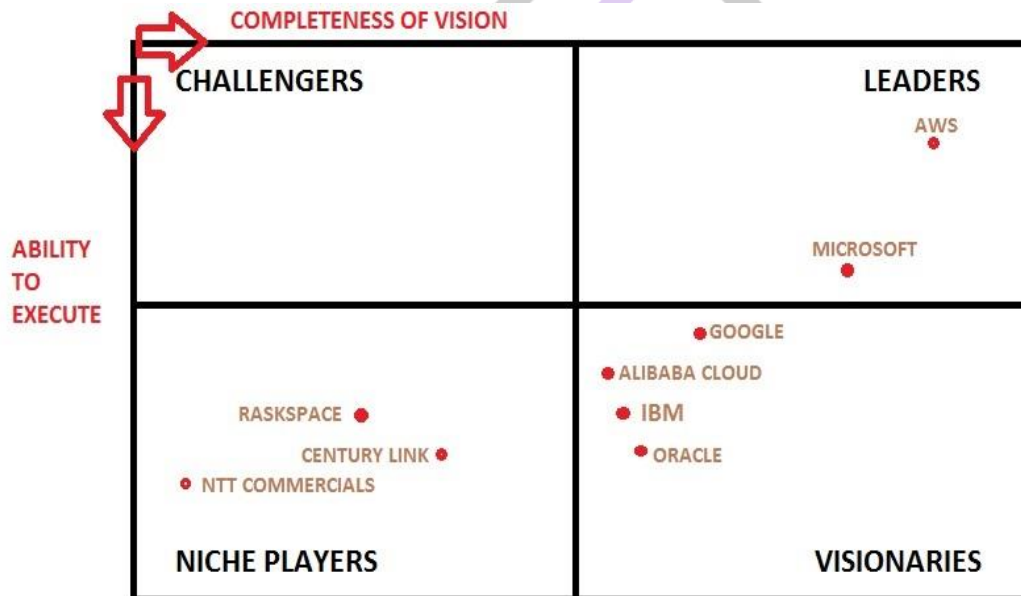 COMPLETENESS OF VISION
CHALLENGERS
LEADERS
AWS
ABILITY
TO
EXECUTE
MICROSOFT
GOOGLE
ALIBABA CLOUD
RASKSPACE
IBM
CENTURY LINK
ORACLE
NTT COMMERCIALS
NICHE PLAYERS
VISIONARIES